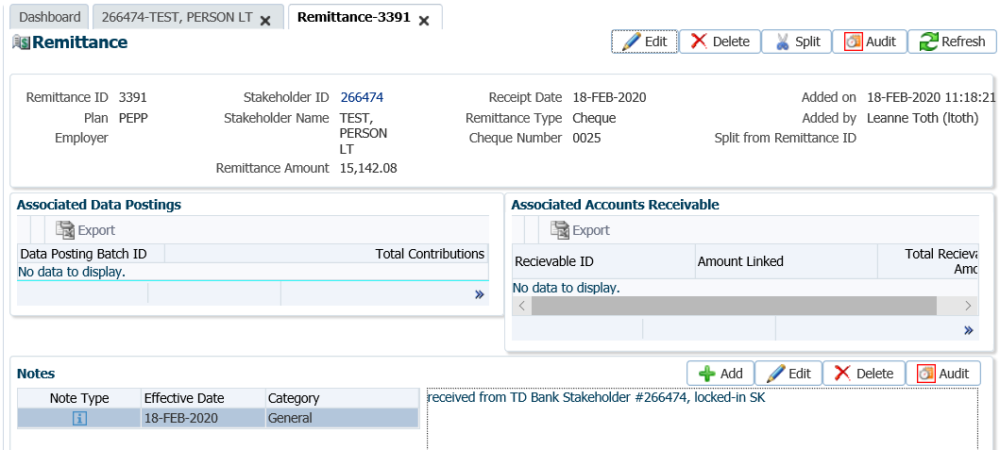 Dashboard 266474-TEST, PERSON LT Remittance-3391
Remittance Edit Delete Split Audit Refresh
Remittance ID 3391 Stakeholder ID 266474 Receipt Date 18-FEB-2020 Added on 18-FEB-2020 11:18:21
Plan PEPP Stakeholder Name TEST, Remittance Type Cheque Added by Leanne Toth (ltoth)
PERSON
Employer Cheque Number 0025 Split from Remittance ID
LT
Remittance Amount 15,142.08
Associated Data Postings Associated Accounts Receivable
Export Export
Data Posting Batch ID Total Contributions Recievable ID Amount Linked Total Recieva
Amo
No data to display. No data to display.
Notes Add Edit Delete Audit
Note Type Effective Date Category received from TD Bank Stakeholder #266474, locked-in SK
18-FEB-2020 General